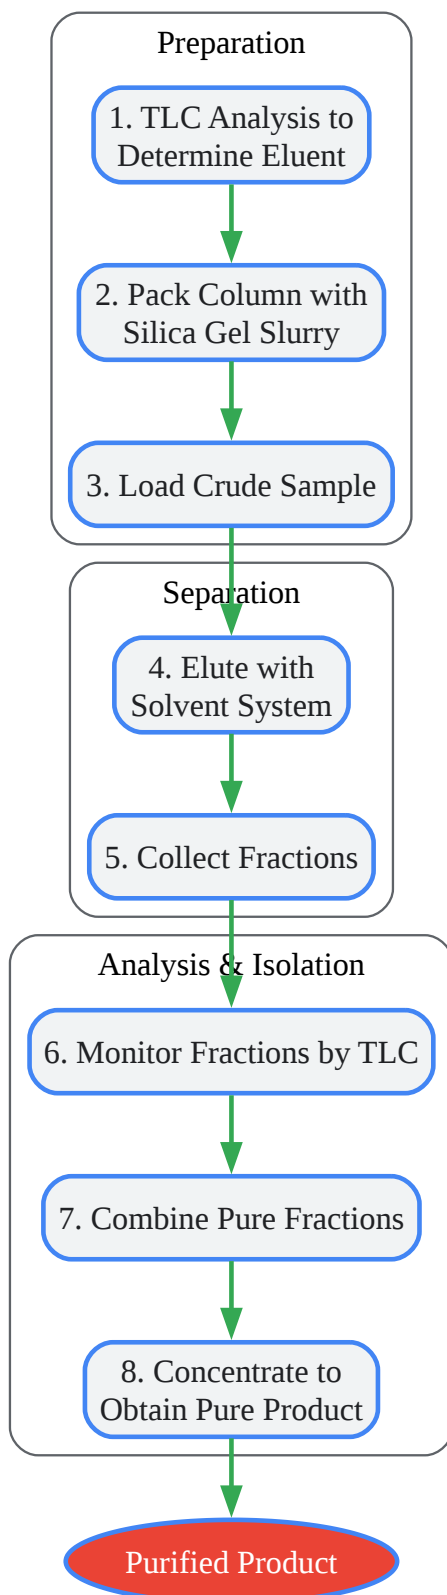 Preparation
1. TLC Analysis to
Determine Eluent
2. Pack Column with
Silica Gel Slurry
3. Load Crude Sample
Separation
4. Elute with
Solvent System
5. Collect Fractions
Analysis & Isolation
6. Monitor Fractions by TLC
7. Combine Pure Fractions
8. Concentrate to
Obtain Pure Product
Purified Product